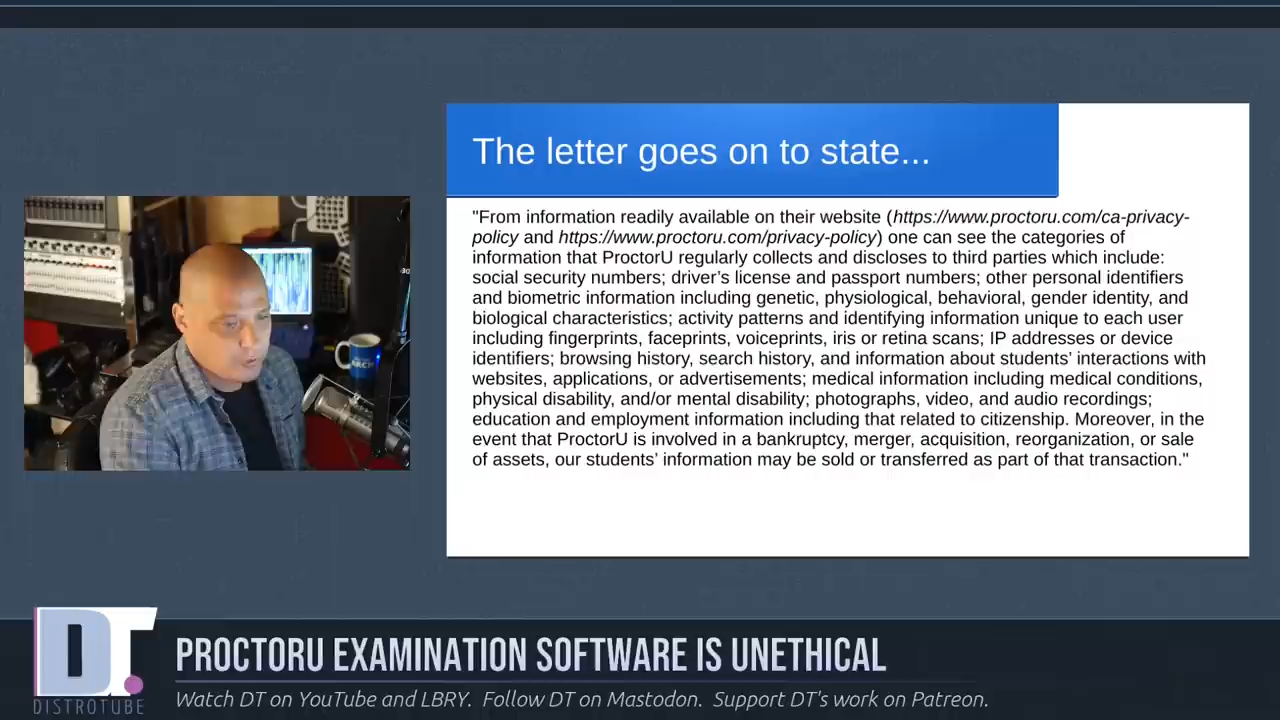 The letter goes on to state...
"From information readily available on their website (https://www.proctoru.com/ca-privacy-
policy and https://www.proctoru.com/privacy-policy) one can see the categories of
information that ProctorU regularly collects and discloses to third parties which include:
social security numbers; driver's license and passport numbers; other personal identifiers
and biometric information including genetic, physiological, behavioral, gender identity, and
biological characteristics; activity patterns and identifying information unique to each user
including fingerprints, faceprints, voiceprints, iris or retina scans; IP addresses or device
identifiers; browsing history, search history, and information about students' interactions with
websites, applications, or advertisements; medical information including medical conditions,
physical disability, and/or mental disability; photographs, video, and audio recordings;
education and employment information including that related to citizenship. Moreover, in the
event that ProctorU is involved in a bankruptcy, merger, acquisition, reorganization, or sale
of assets, our students' information may be sold or transferred as part of that transaction."
ARCH
DT.
DISTROTUBE
PROCTORU EXAMINATION SOFTWARE IS UNETHICAL
Watch DT on YouTube and LBRY. Follow DT on Mastodon. Support DT's work on Patreon.